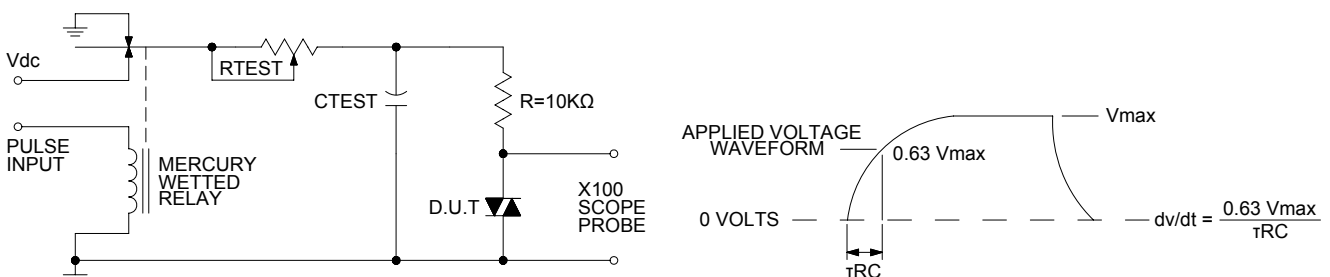 Vdc
RTEST
CTEST
R=10KΩ
PULSE
INPUT
MERCURY
WETTED
RELAY
D.U.T
X100
SCOPE
PROBE
APPLIED VOLTAGE
WAVEFORM
Vmax
0.63 Vmax
0 VOLTS
dv/dt = 0.63 Vmax
τRC
τRC